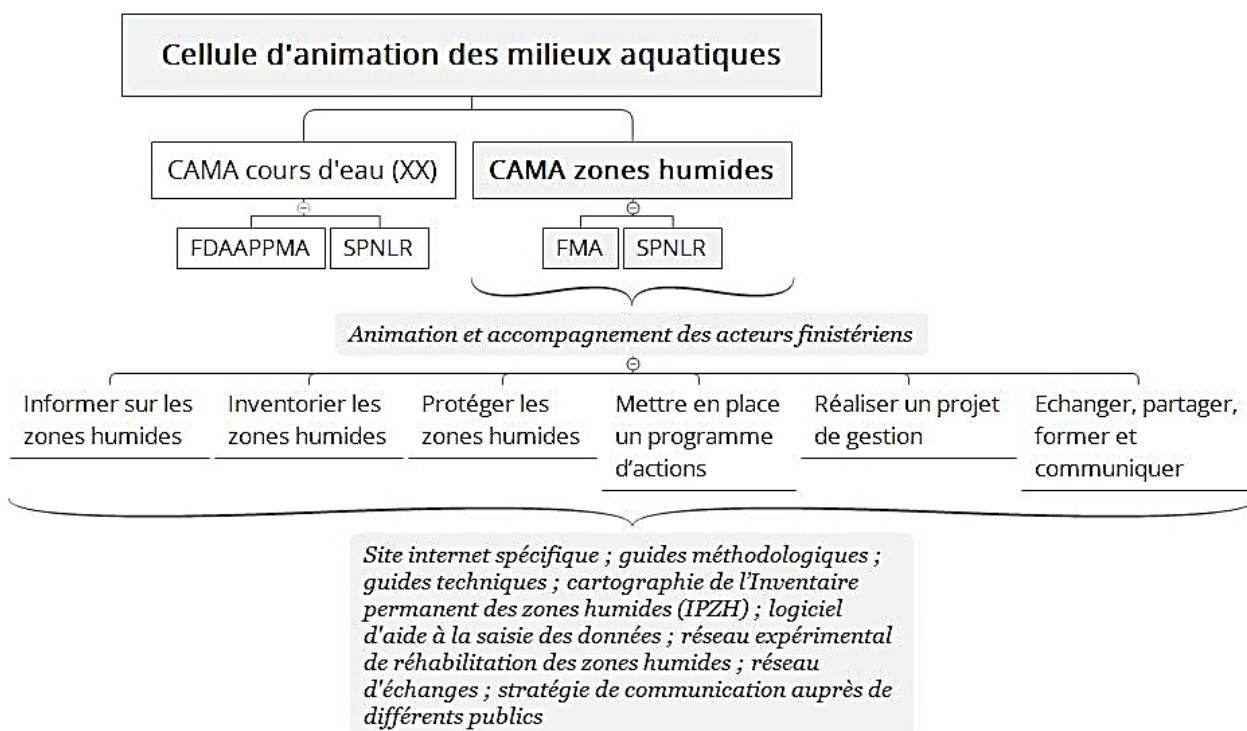 Cellule d'animation des milieux aquatiques
CAMA cours d'eau (XX)
CAMA zones humides
FDAAPPMA
SPNLR
FMA
SPNLR
Animation et accompagnement des acteurs finistériens
Informer sur les
zones humides
Inventorier les
zones humides
Protéger les
zones humides
Mettre en place
un programme
d’actions
Réaliser un projet
de gestion
Echanger, partager,
former et
communiquer
Site internet spécifique ; guides méthodologiques ;
guides techniques ; cartographie de l’Inventaire
permanent des zones humides (IPZH) ; logiciel
d'aide à la saisie des données ; réseau expérimental
de réhabilitation des zones humides ; réseau
d'échanges ; stratégie de communication auprès de
différents publics